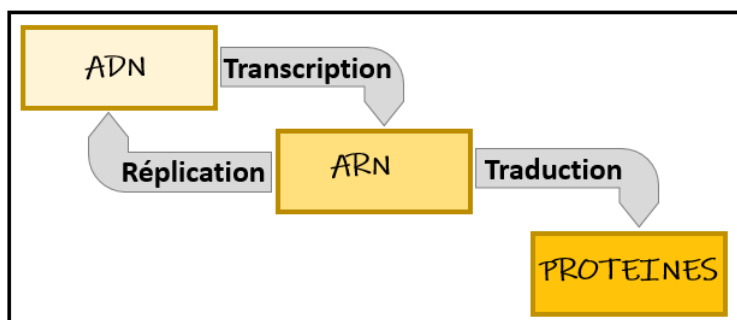 ADN
Transcription
Réplication
ARN
Traduction
PROTEINES